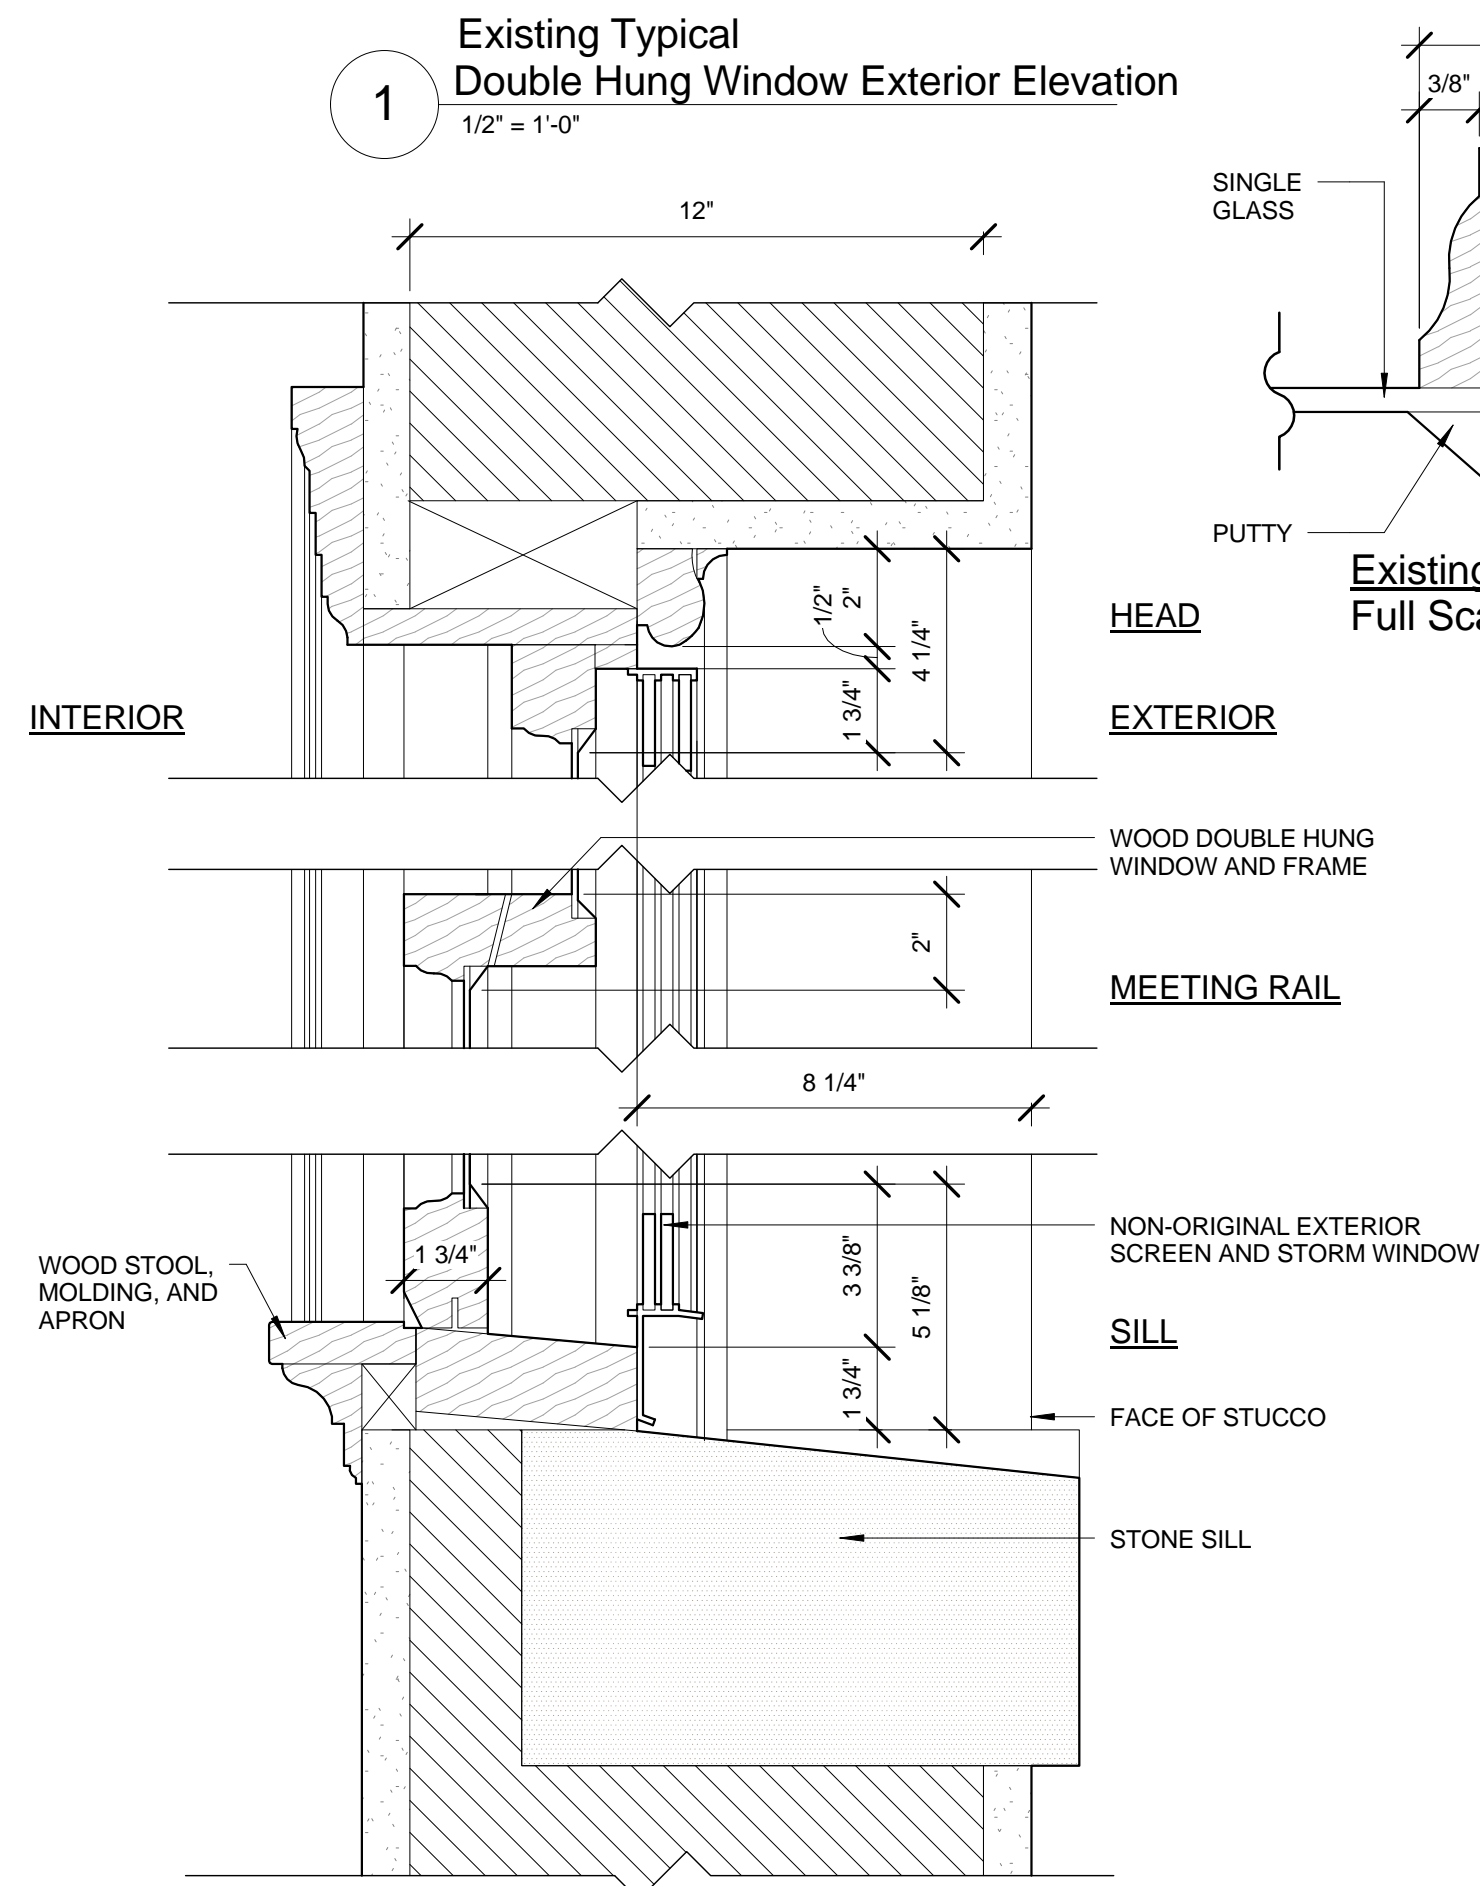 Existing Typical
1 Double Hung Window Exterior Elevation
1/2" = 1'-0"
3/8"
SINGLE
GLASS
12"
PUTTY
Existing
Full Sca
1/2"
2"
4 1/4"
1 3/4"
HEAD
INTERIOR
EXTERIOR
WOOD DOUBLE HUNG
WINDOW AND FRAME
2"
MEETING RAIL
8 1/4"
NON-ORIGINAL EXTERIOR
SCREEN AND STORM WINDOW
WOOD STOOL,
MOLDING, AND
APRON
1 3/4"
3 3/8"
5 1/8"
1 3/4"
SILL
FACE OF STUCCO
STONE SILL